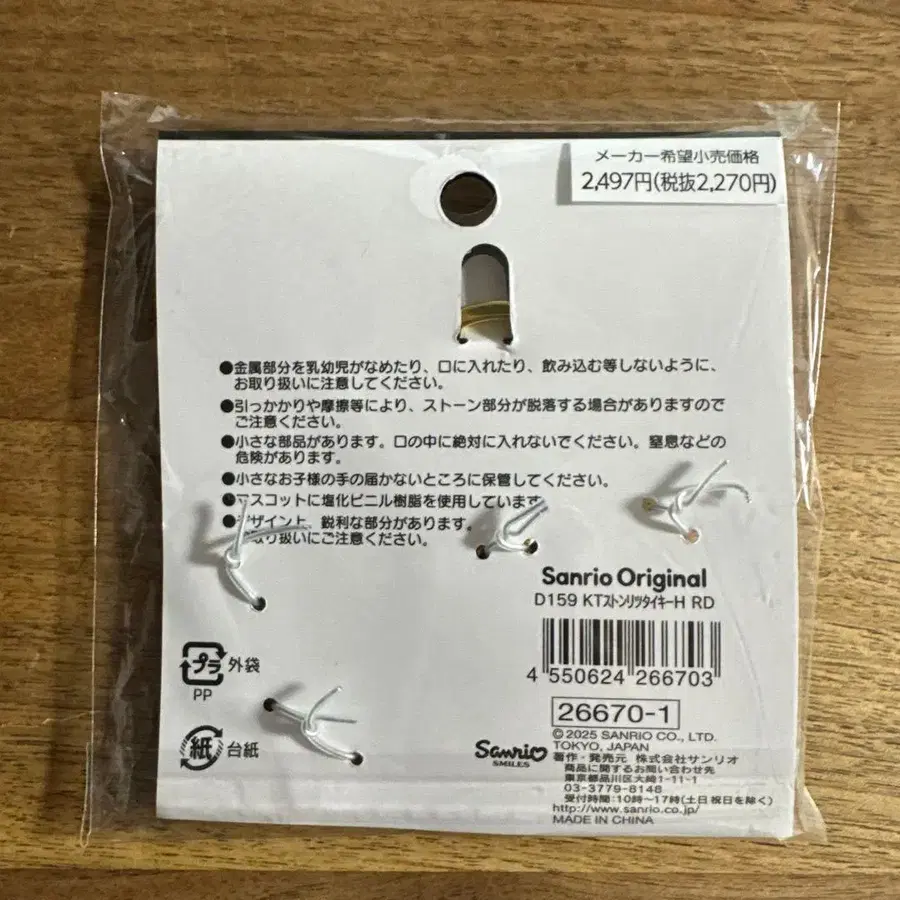 メーカー希望小売価格
2,497円(税抜2,270円)
●金属部分を乳幼児がなめたり、口に入れたり、飲み込む等しないように、
お取り扱いに注意してください。
●引っかかりや摩擦等により、ストーン部分が脱落する場合がありますので
ご注意ください。
●小さな部品があります。口の中に絶対に入れないでください。窒息などの
危険があります。
●小さなお子様の手の届かないところに保管してください。
●マスコットに塩化ビニル樹脂を使用しています。
●デザイン上、鋭利な部分があります。
お取り扱いにご注意ください。
Sanrio Original
D159 KTストンリツタイキーH RD
4 550624 266703
26670-1
プラ 外袋
PP
紙 台紙
Sanrio
SMILES
©2025 SANRIO CO., LTD.
TOKYO, JAPAN
著作・発売元 株式会社サンリオ
商品に関するお問い合わせ先
東京都品川区大崎1-11-1
03-3779-8148
受付時間:10時〜17時(土日祝日を除く)
http://www.sanrio.co.jp/
MADE IN CHINA